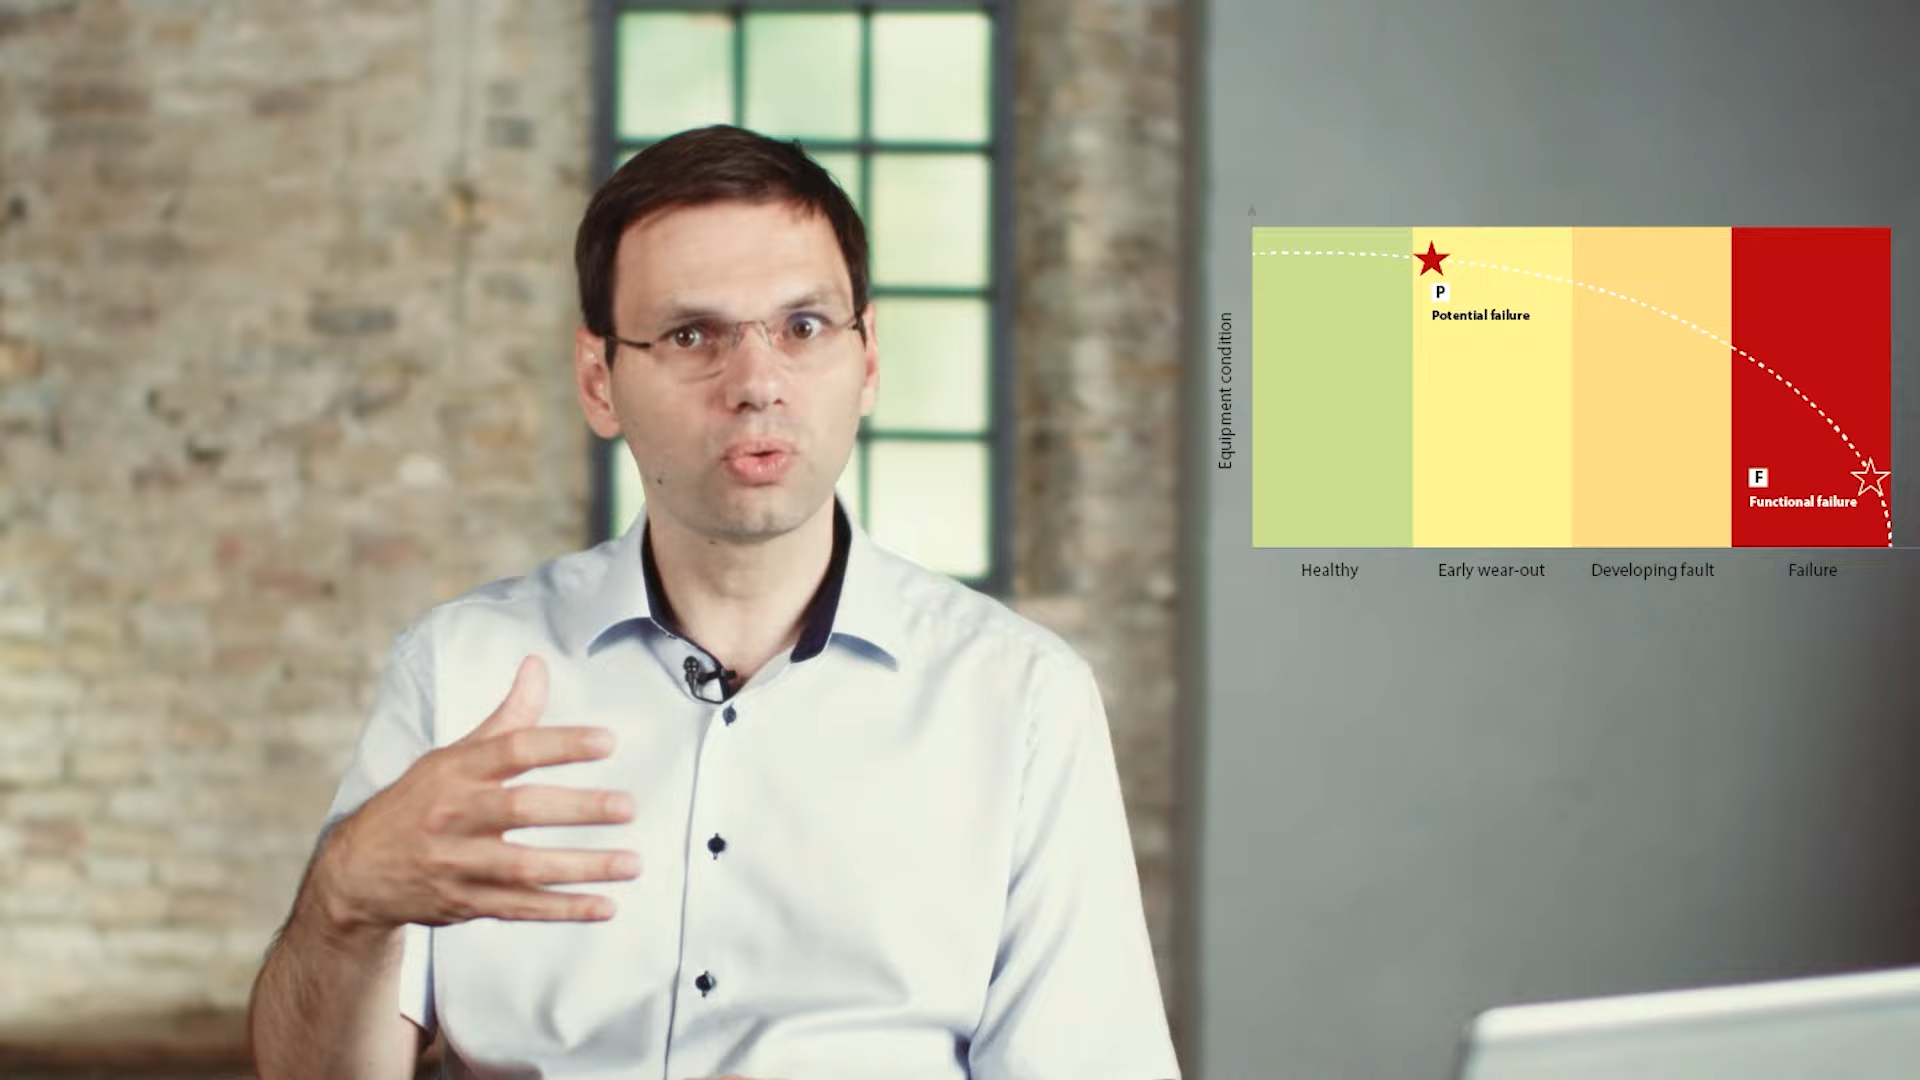 P
Potential failure
Equipment condition
F
Functional failure
Healthy
Early wear-out
Developing fault
Failure